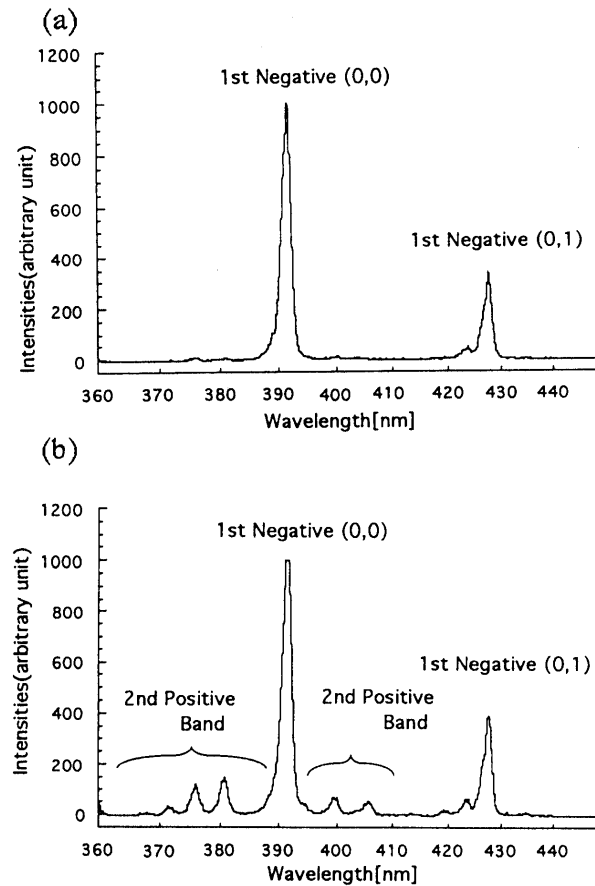 (a)
1200
1000
800
600
400
200
0
Intensities(arbitrary unit)
1st Negative (0,0)
1st Negative (0,1)
360 370 380 390 400 410 420 430 440
Wavelength[nm]
(b)
1200
1000
800
600
400
200
0
Intensities(arbitrary unit)
1st Negative (0,0)
1st Negative (0,1)
2nd Positive
Band
2nd Positive
Band
360 370 380 390 400 410 420 430 440
Wavelength[nm]